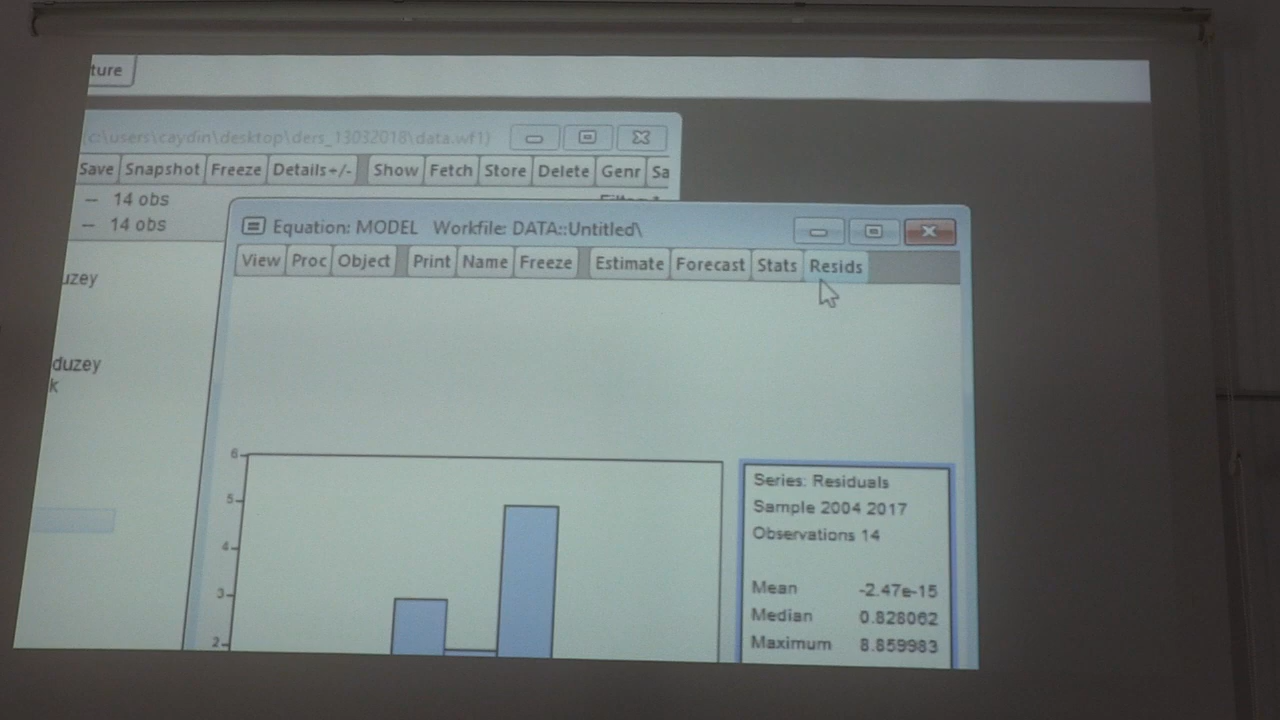 ture
(c:\users\caydin\desktop\ders_13032018\data.wf1)
Save Snapshot Freeze Details+/- Show Fetch Store Delete Genr Sa
-- 14 obs
-- 14 obs
Equation: MODEL Workfile: DATA::Untitled\
View Proc Object Print Name Freeze Estimate Forecast Stats Resids
uzey
duzey
k
6
5
4
3
2
Series: Residuals
Sample 2004 2017
Observations 14
Mean -2.47e-15
Median 0.828062
Maximum 8.859983